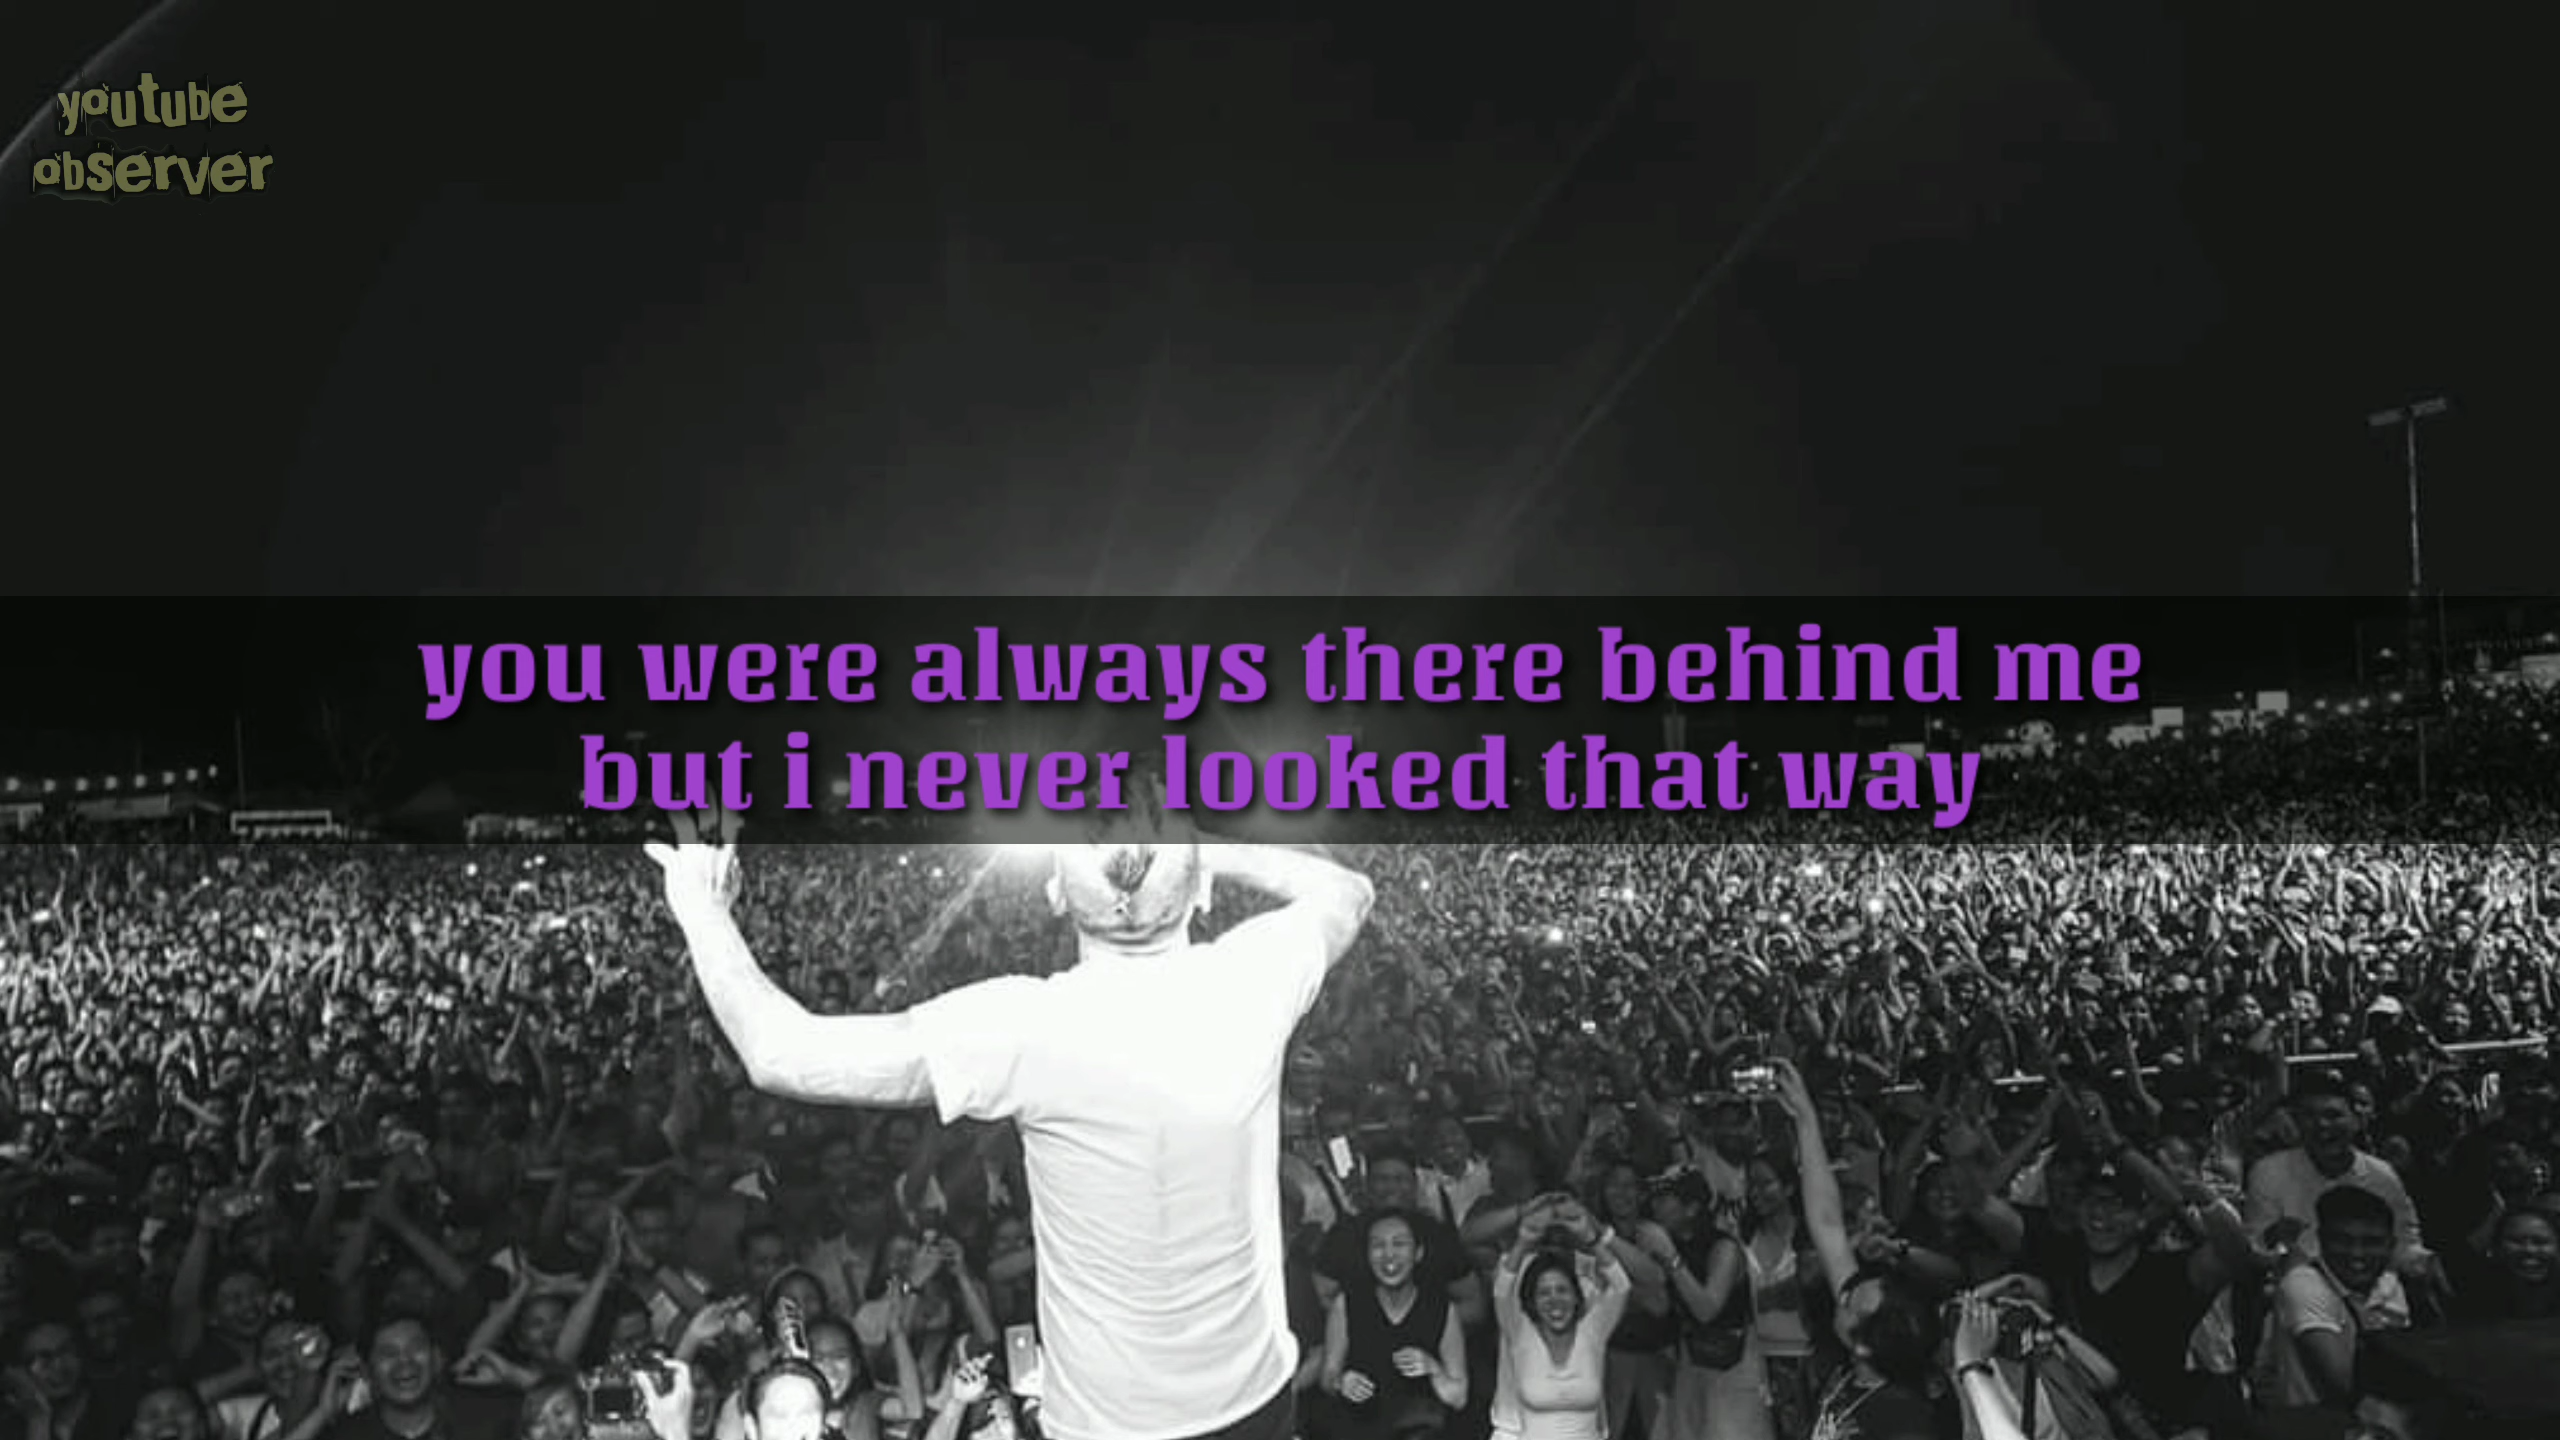 youtube
observer
you were always there behind me
but i never looked that way